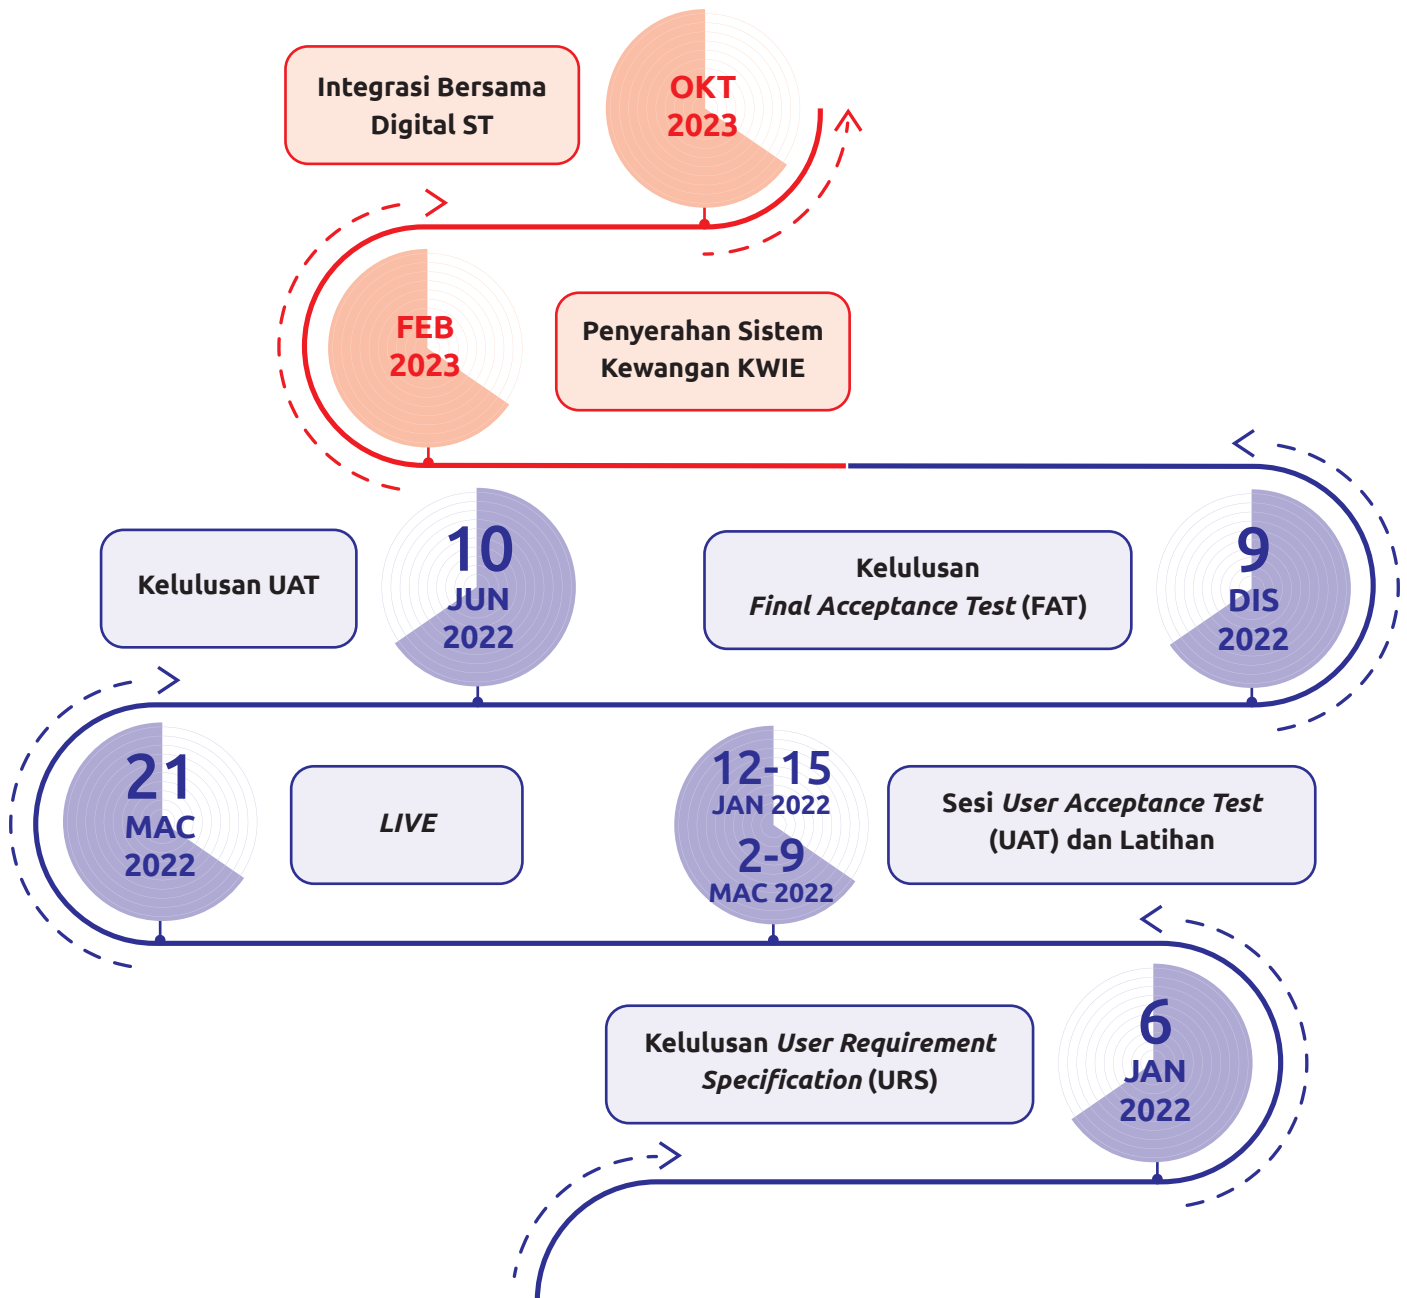 Integrasi Bersama
Digital ST
OKT
2023
FEB
2023
Penyerahan Sistem
Kewangan KWIE
Kelulusan UAT
10
JUN
2022
Kelulusan
Final Acceptance Test (FAT)
9
DIS
2022
21
MAC
2022
LIVE
12-15
JAN 2022
2-9
MAC 2022
Sesi User Acceptance Test
(UAT) dan Latihan
Kelulusan User Requirement
Specification (URS)
6
JAN
2022